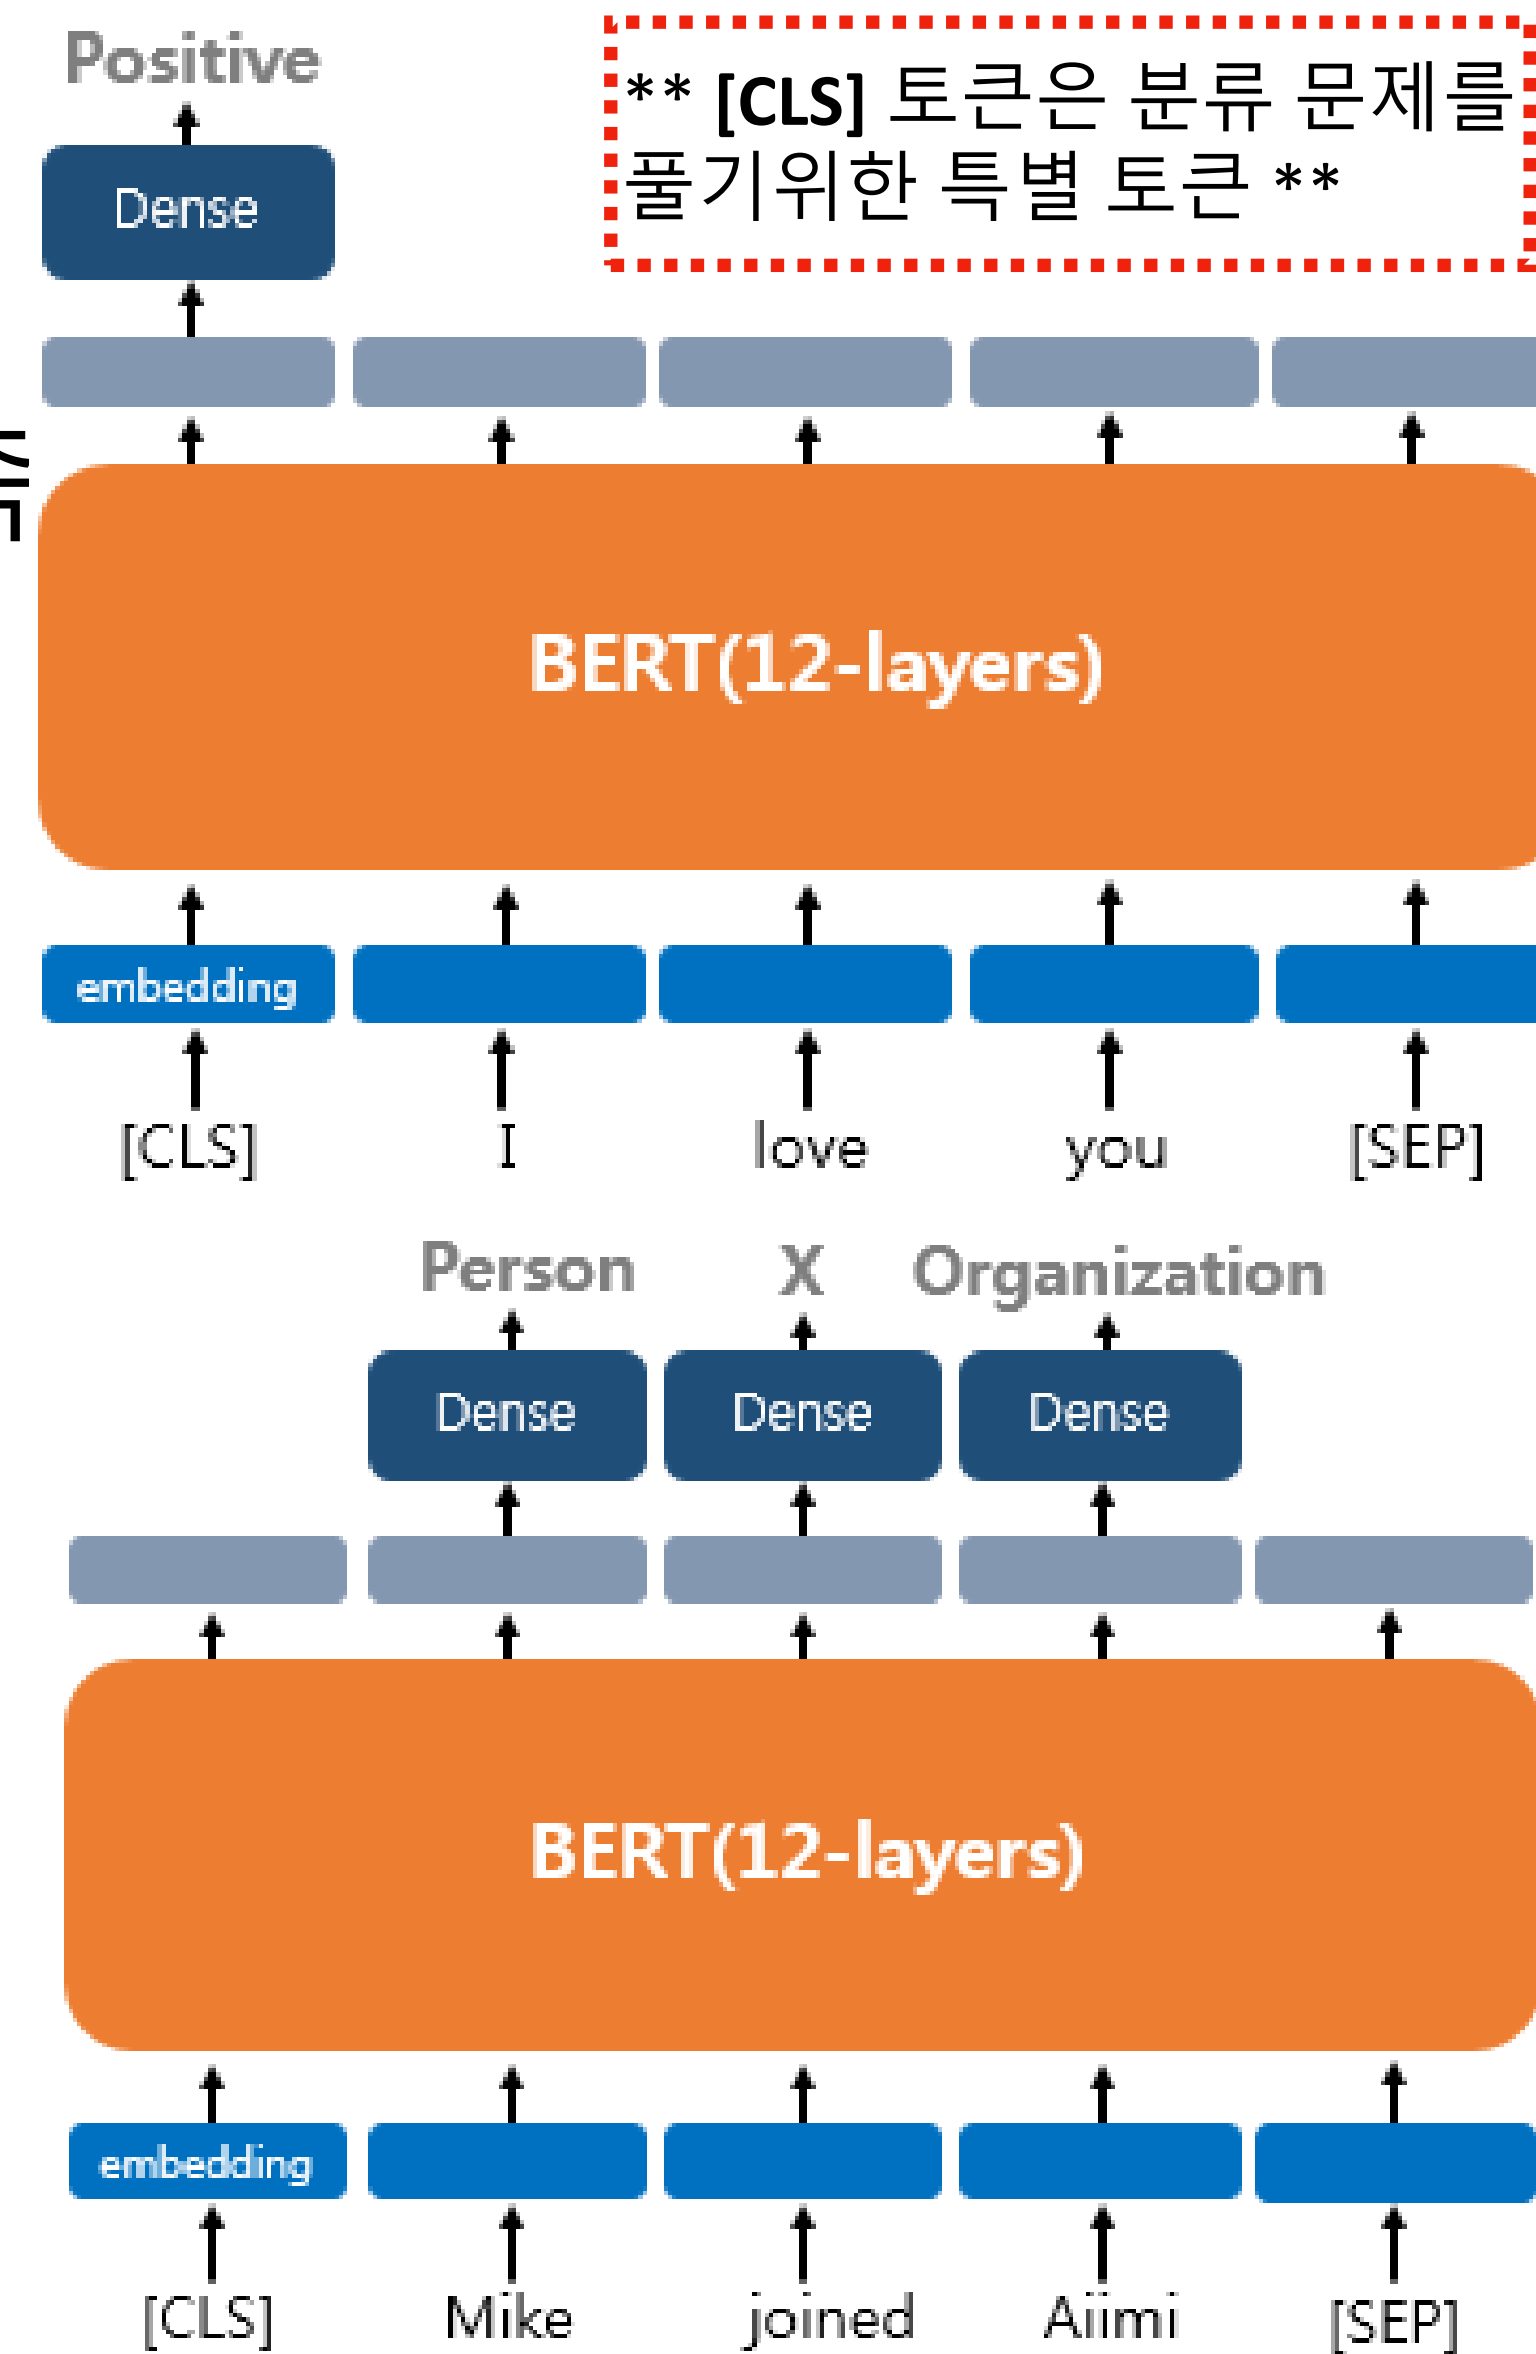 Positive
** [CLS] 토큰은 분류 문제를
풀기위한 특별 토큰 **
Dense
BERT(12-layers)
embedding
[CLS] I love you [SEP]
Person X Organization
Dense Dense Dense
BERT(12-layers)
embedding
[CLS] Mike joined Aiimi [SEP]